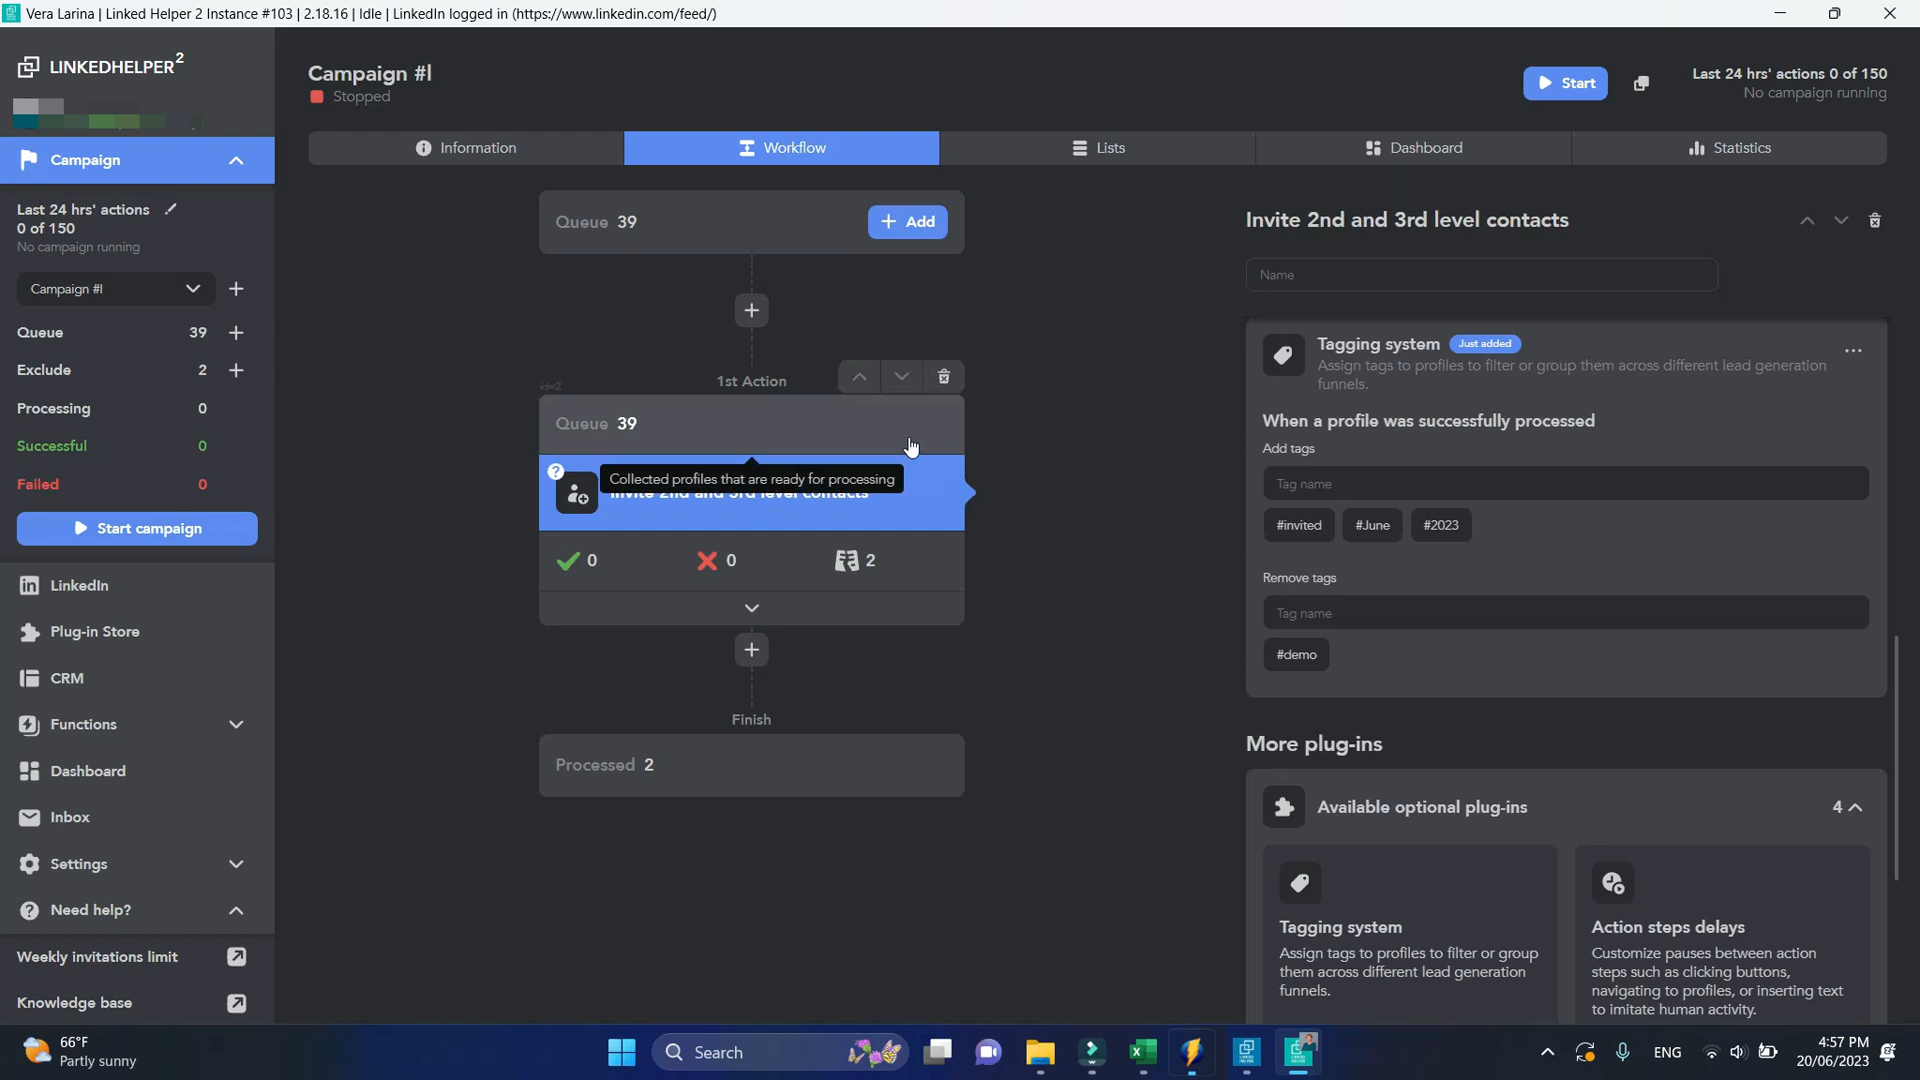 Vera Larina | Linked Helper 2 Instance #103 | 2.18.16 | Idle | LinkedIn logged in (https://www.linkedin.com/feed/)
LINKEDHELPER2
Campaign
Last 24 hrs' actions
0 of 150
No campaign running
Campaign #I
Queue 39
Exclude 2
Processing 0
Successful 0
Failed 0
Start campaign
LinkedIn
Plug-in Store
CRM
Functions
Dashboard
Inbox
Settings
Need help?
Weekly invitations limit
Knowledge base
Campaign #I
Stopped
Start
Last 24 hrs' actions 0 of 150
No campaign running
Information
Workflow
Lists
Dashboard
Statistics
Queue 39
+ Add
id=2
1st Action
Queue 39
Collected profiles that are ready for processing
Invite 2nd and 3rd level contacts
0
0
2
Finish
Processed 2
Invite 2nd and 3rd level contacts
Name
Tagging system Just added
Assign tags to profiles to filter or group them across different lead generation
funnels.
When a profile was successfully processed
Add tags
Tag name
#invited #June #2023
Remove tags
Tag name
#demo
More plug-ins
Available optional plug-ins 4
Tagging system
Assign tags to profiles to filter or group
them across different lead generation
funnels.
Action steps delays
Customize pauses between action
steps such as clicking buttons,
navigating to profiles, or inserting text
to imitate human activity.
66°F
Partly sunny
Search
ENG
4:57 PM
20/06/2023